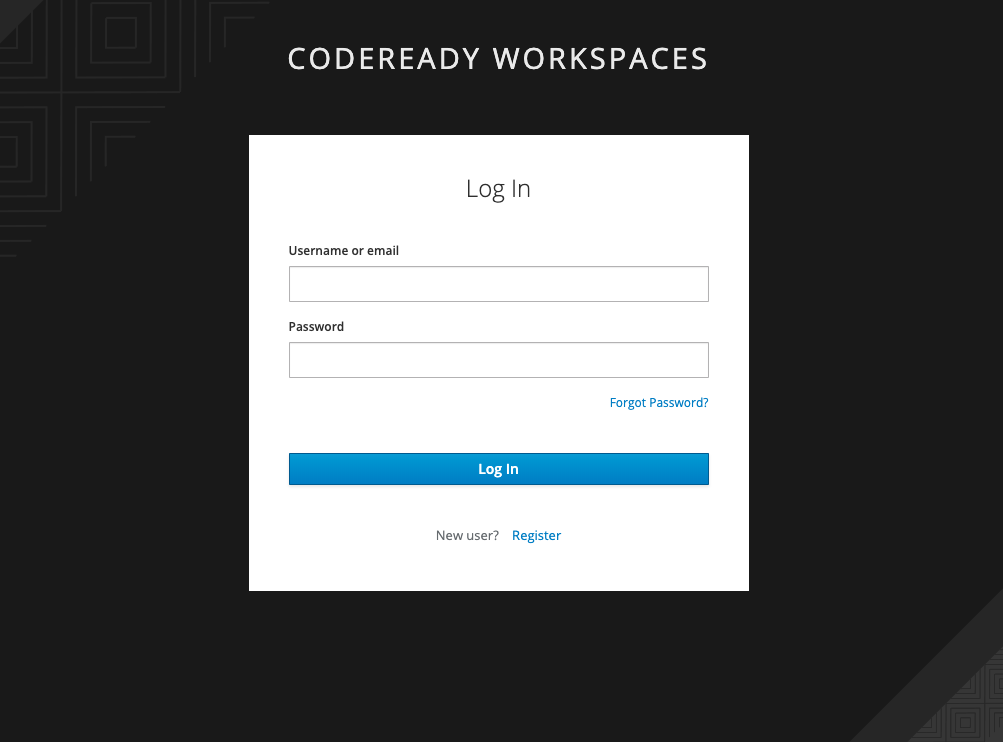 CODEREADY WORKSPACES
Log In
Username or email
Password
Forgot Password?
Log In
New user? Register